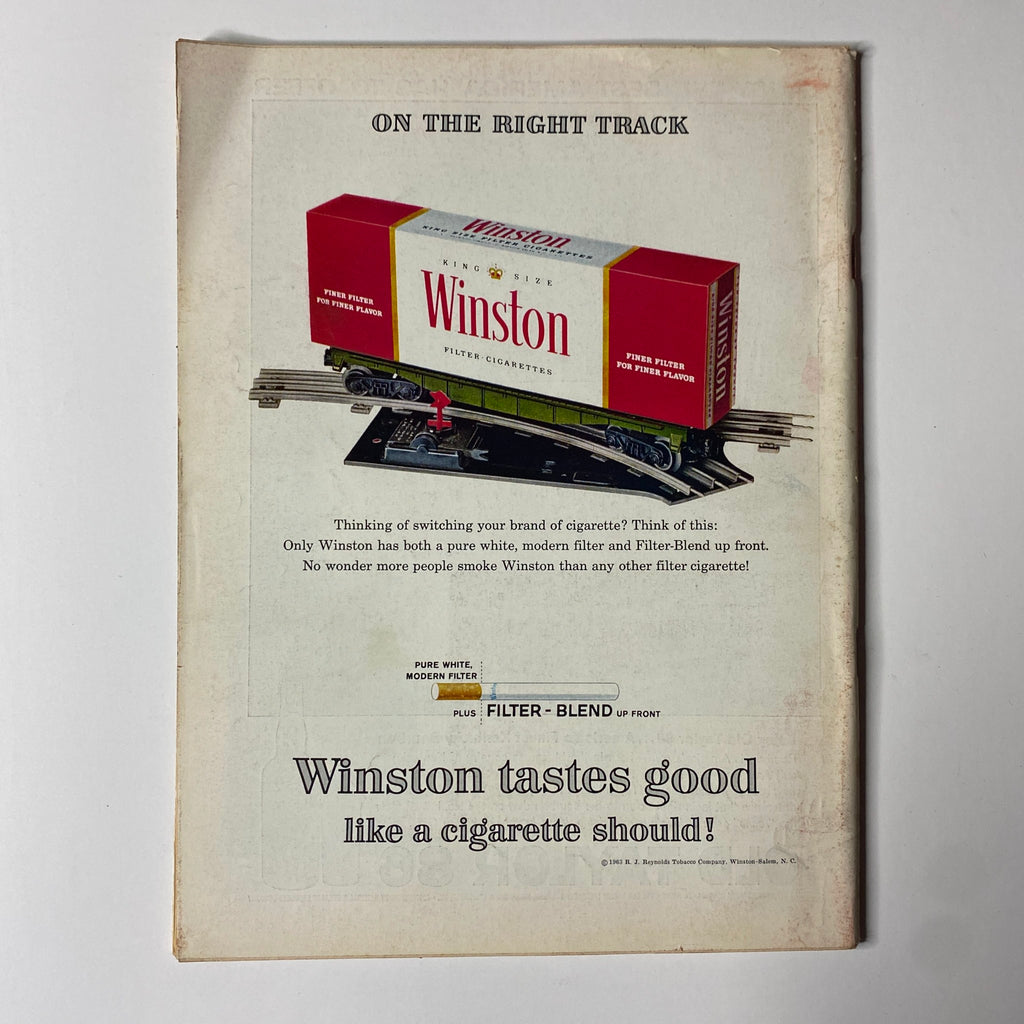 ON THE RIGHT TRACK
Winston
KING SIZE FILTER CIGARETTES
KING SIZE
Winston
FILTER-CIGARETTES
FINER FILTER
FOR FINER FLAVOR
FINER FILTER
FOR FINER FLAVOR
Winston
Thinking of switching your brand of cigarette? Think of this:
Only Winston has both a pure white, modern filter and Filter-Blend up front.
No wonder more people smoke Winston than any other filter cigarette!
PURE WHITE,
MODERN FILTER
PLUS FILTER-BLEND UP FRONT
Winston tastes good
like a cigarette should!
© 1963 R. J. Reynolds Tobacco Company, Winston-Salem, N. C.